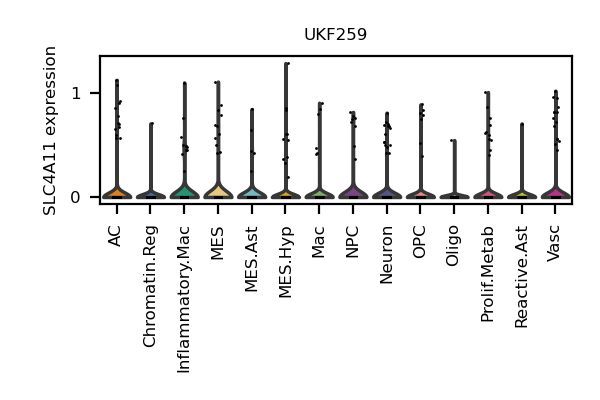 UKF259
SLC4A11 expression
1
0
AC
Chromatin.Reg
Inflammatory.Mac
MES
MES.Ast
MES.Hyp
Mac
NPC
Neuron
OPC
Oligo
Prolif.Metab
Reactive.Ast
Vasc